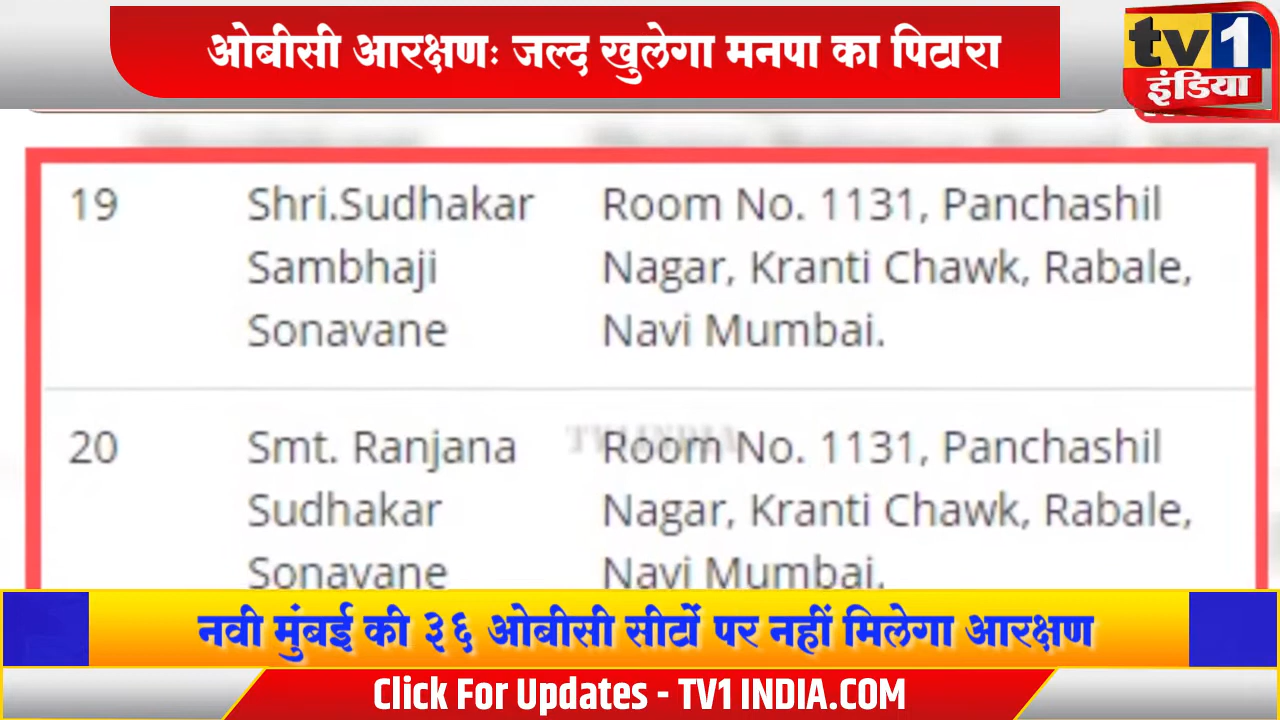 ओबीसी आरक्षणः जल्द खुलेगा मनपा का पिटारा
tv1
इंडिया
19 Shri.Sudhakar Room No. 1131, Panchashil
Sambhaji Nagar, Kranti Chawk, Rabale,
Sonavane Navi Mumbai.
TV1 INDIA
20 Smt. Ranjana Room No. 1131, Panchashil
Sudhakar Nagar, Kranti Chawk, Rabale,
Sonavane Navi Mumbai.
नवी मुंबई की ३६ ओबीसी सीटों पर नहीं मिलेगा आरक्षण
Click For Updates - TV1 INDIA.COM